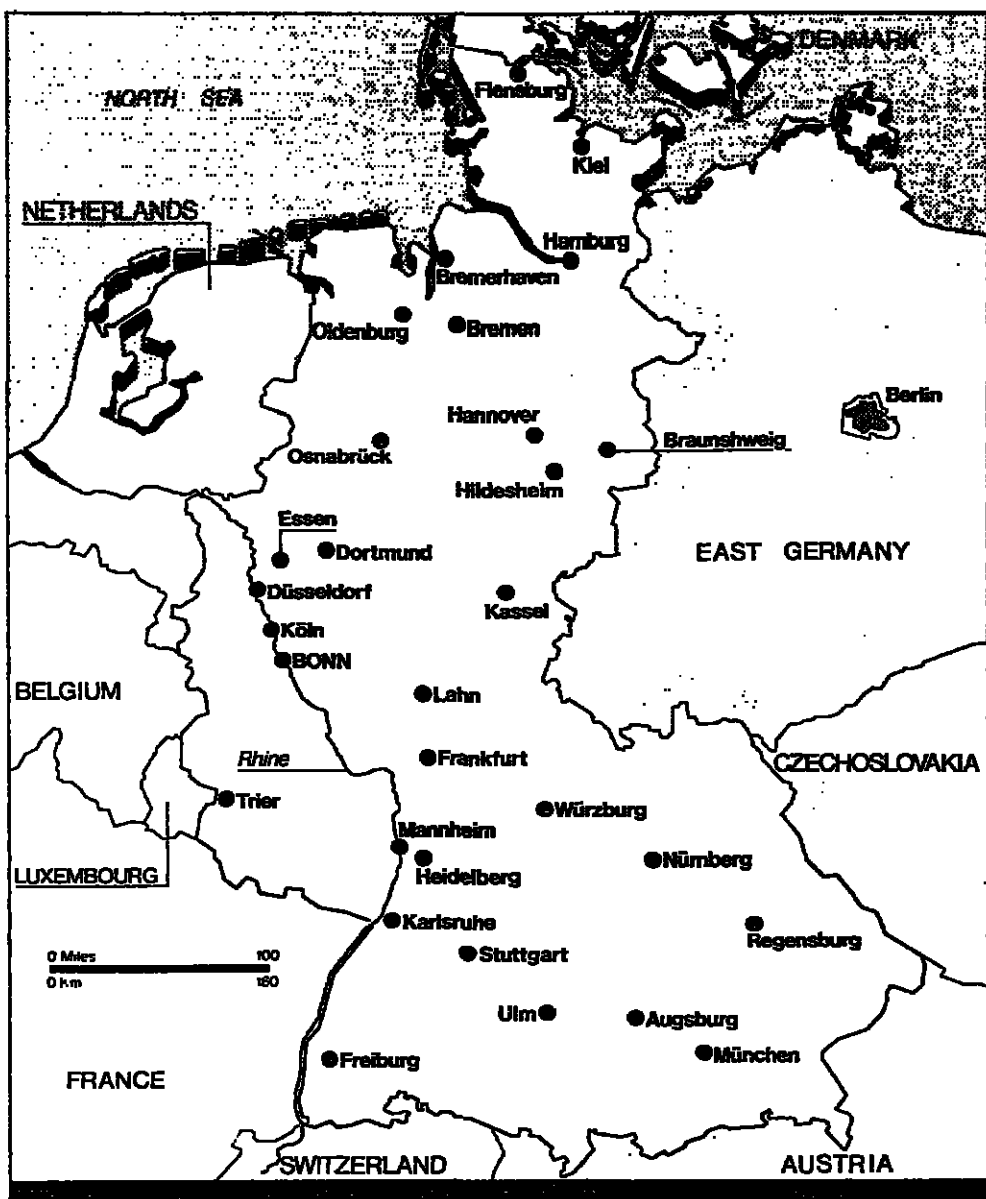 DENMARK
Flensburg
NORTH SEA
Kiel
NETHERLANDS
Hamburg
Bremerhaven
Oldenburg
Bremen
Berlin
Hannover
Braunshweig
Osnabrück
Hildesheim
Essen
Dortmund
EAST GERMANY
Düsseldorf
Kassel
Köln
BONN
BELGIUM
Lahn
Rhine
Frankfurt
CZECHOSLOVAKIA
Trier
Würzburg
Mannheim
Nürnberg
LUXEMBOURG
Heidelberg
Karlsruhe
Regensburg
0 Miles 100
Stuttgart
0 km 160
Ulm
Augsburg
München
Freiburg
FRANCE
SWITZERLAND
AUSTRIA